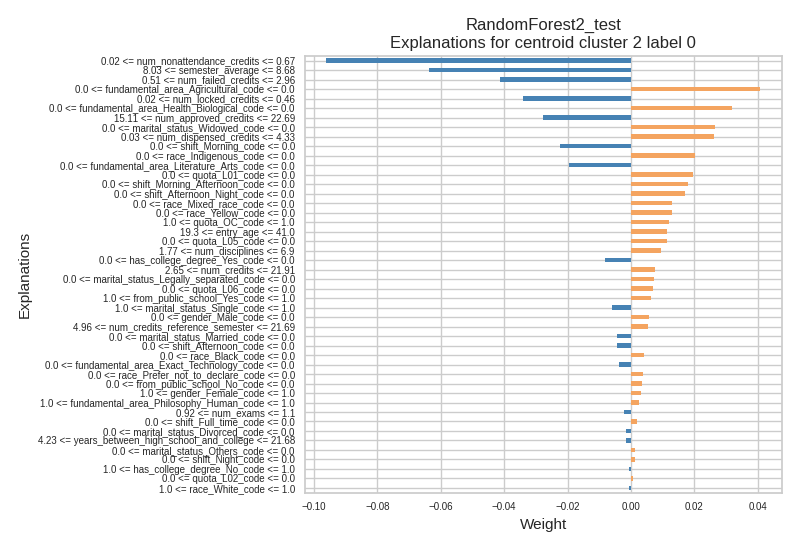 RandomForest2_test
Explanations for centroid cluster 2 label 0
0.02 <= num_nonattendance_credits <= 0.67
8.03 <= semester_average <= 8.68
0.51 <= num_failed_credits <= 2.96
0.0 <= fundamental_area_Agricultural_code <= 0.0
0.02 <= num_locked_credits <= 0.46
0.0 <= fundamental_area_Health_Biological_code <= 0.0
15.11 <= num_approved_credits <= 22.69
0.0 <= marital_status_Widowed_code <= 0.0
0.03 <= num_dispensed_credits <= 4.33
0.0 <= shift_Morning_code <= 0.0
0.0 <= race_Indigenous_code <= 0.0
0.0 <= fundamental_area_Literature_Arts_code <= 0.0
0.0 <= quota_L01_code <= 0.0
0.0 <= shift_Morning_Afternoon_code <= 0.0
0.0 <= shift_Afternoon_Night_code <= 0.0
0.0 <= race_Mixed_race_code <= 0.0
0.0 <= race_Yellow_code <= 0.0
1.0 <= quota_OC_code <= 1.0
19.3 <= entry_age <= 41.0
0.0 <= quota_L05_code <= 0.0
1.77 <= num_disciplines <= 6.9
0.0 <= has_college_degree_Yes_code <= 0.0
2.65 <= num_credits <= 21.91
0.0 <= marital_status_Legally_separated_code <= 0.0
0.0 <= quota_L06_code <= 0.0
1.0 <= from_public_school_Yes_code <= 1.0
1.0 <= marital_status_Single_code <= 1.0
0.0 <= gender_Male_code <= 0.0
4.96 <= num_credits_reference_semester <= 21.69
0.0 <= marital_status_Married_code <= 0.0
0.0 <= shift_Afternoon_code <= 0.0
0.0 <= race_Black_code <= 0.0
0.0 <= fundamental_area_Exact_Technology_code <= 0.0
0.0 <= race_Prefer_not_to_declare_code <= 0.0
0.0 <= from_public_school_No_code <= 0.0
1.0 <= gender_Female_code <= 1.0
1.0 <= fundamental_area_Philosophy_Human_code <= 1.0
0.92 <= num_exams <= 1.1
0.0 <= shift_Full_time_code <= 0.0
0.0 <= marital_status_Divorced_code <= 0.0
4.23 <= years_between_high_school_and_college <= 21.68
0.0 <= marital_status_Others_code <= 0.0
0.0 <= shift_Night_code <= 0.0
1.0 <= has_college_degree_No_code <= 1.0
0.0 <= quota_L02_code <= 0.0
1.0 <= race_White_code <= 1.0
Explanations
−0.10 −0.08 −0.06 −0.04 −0.02 0.00 0.02 0.04
Weight